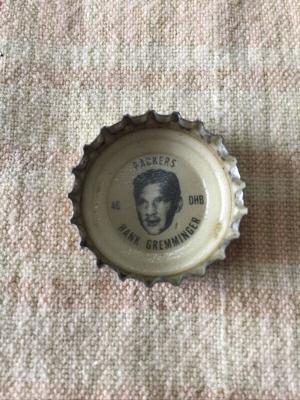 PACKERS
46 DHB
HANK GREMMINGER